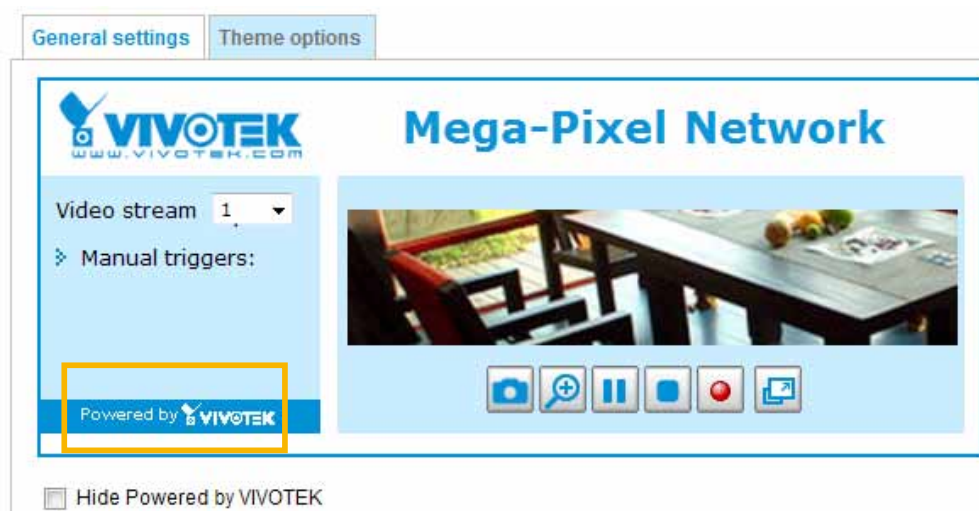 General settings
Theme options
VIVOTEK
www.vivotek.com
Mega-Pixel Network
Video stream 1
Manual triggers:
Powered by VIVOTEK
Hide Powered by VIVOTEK